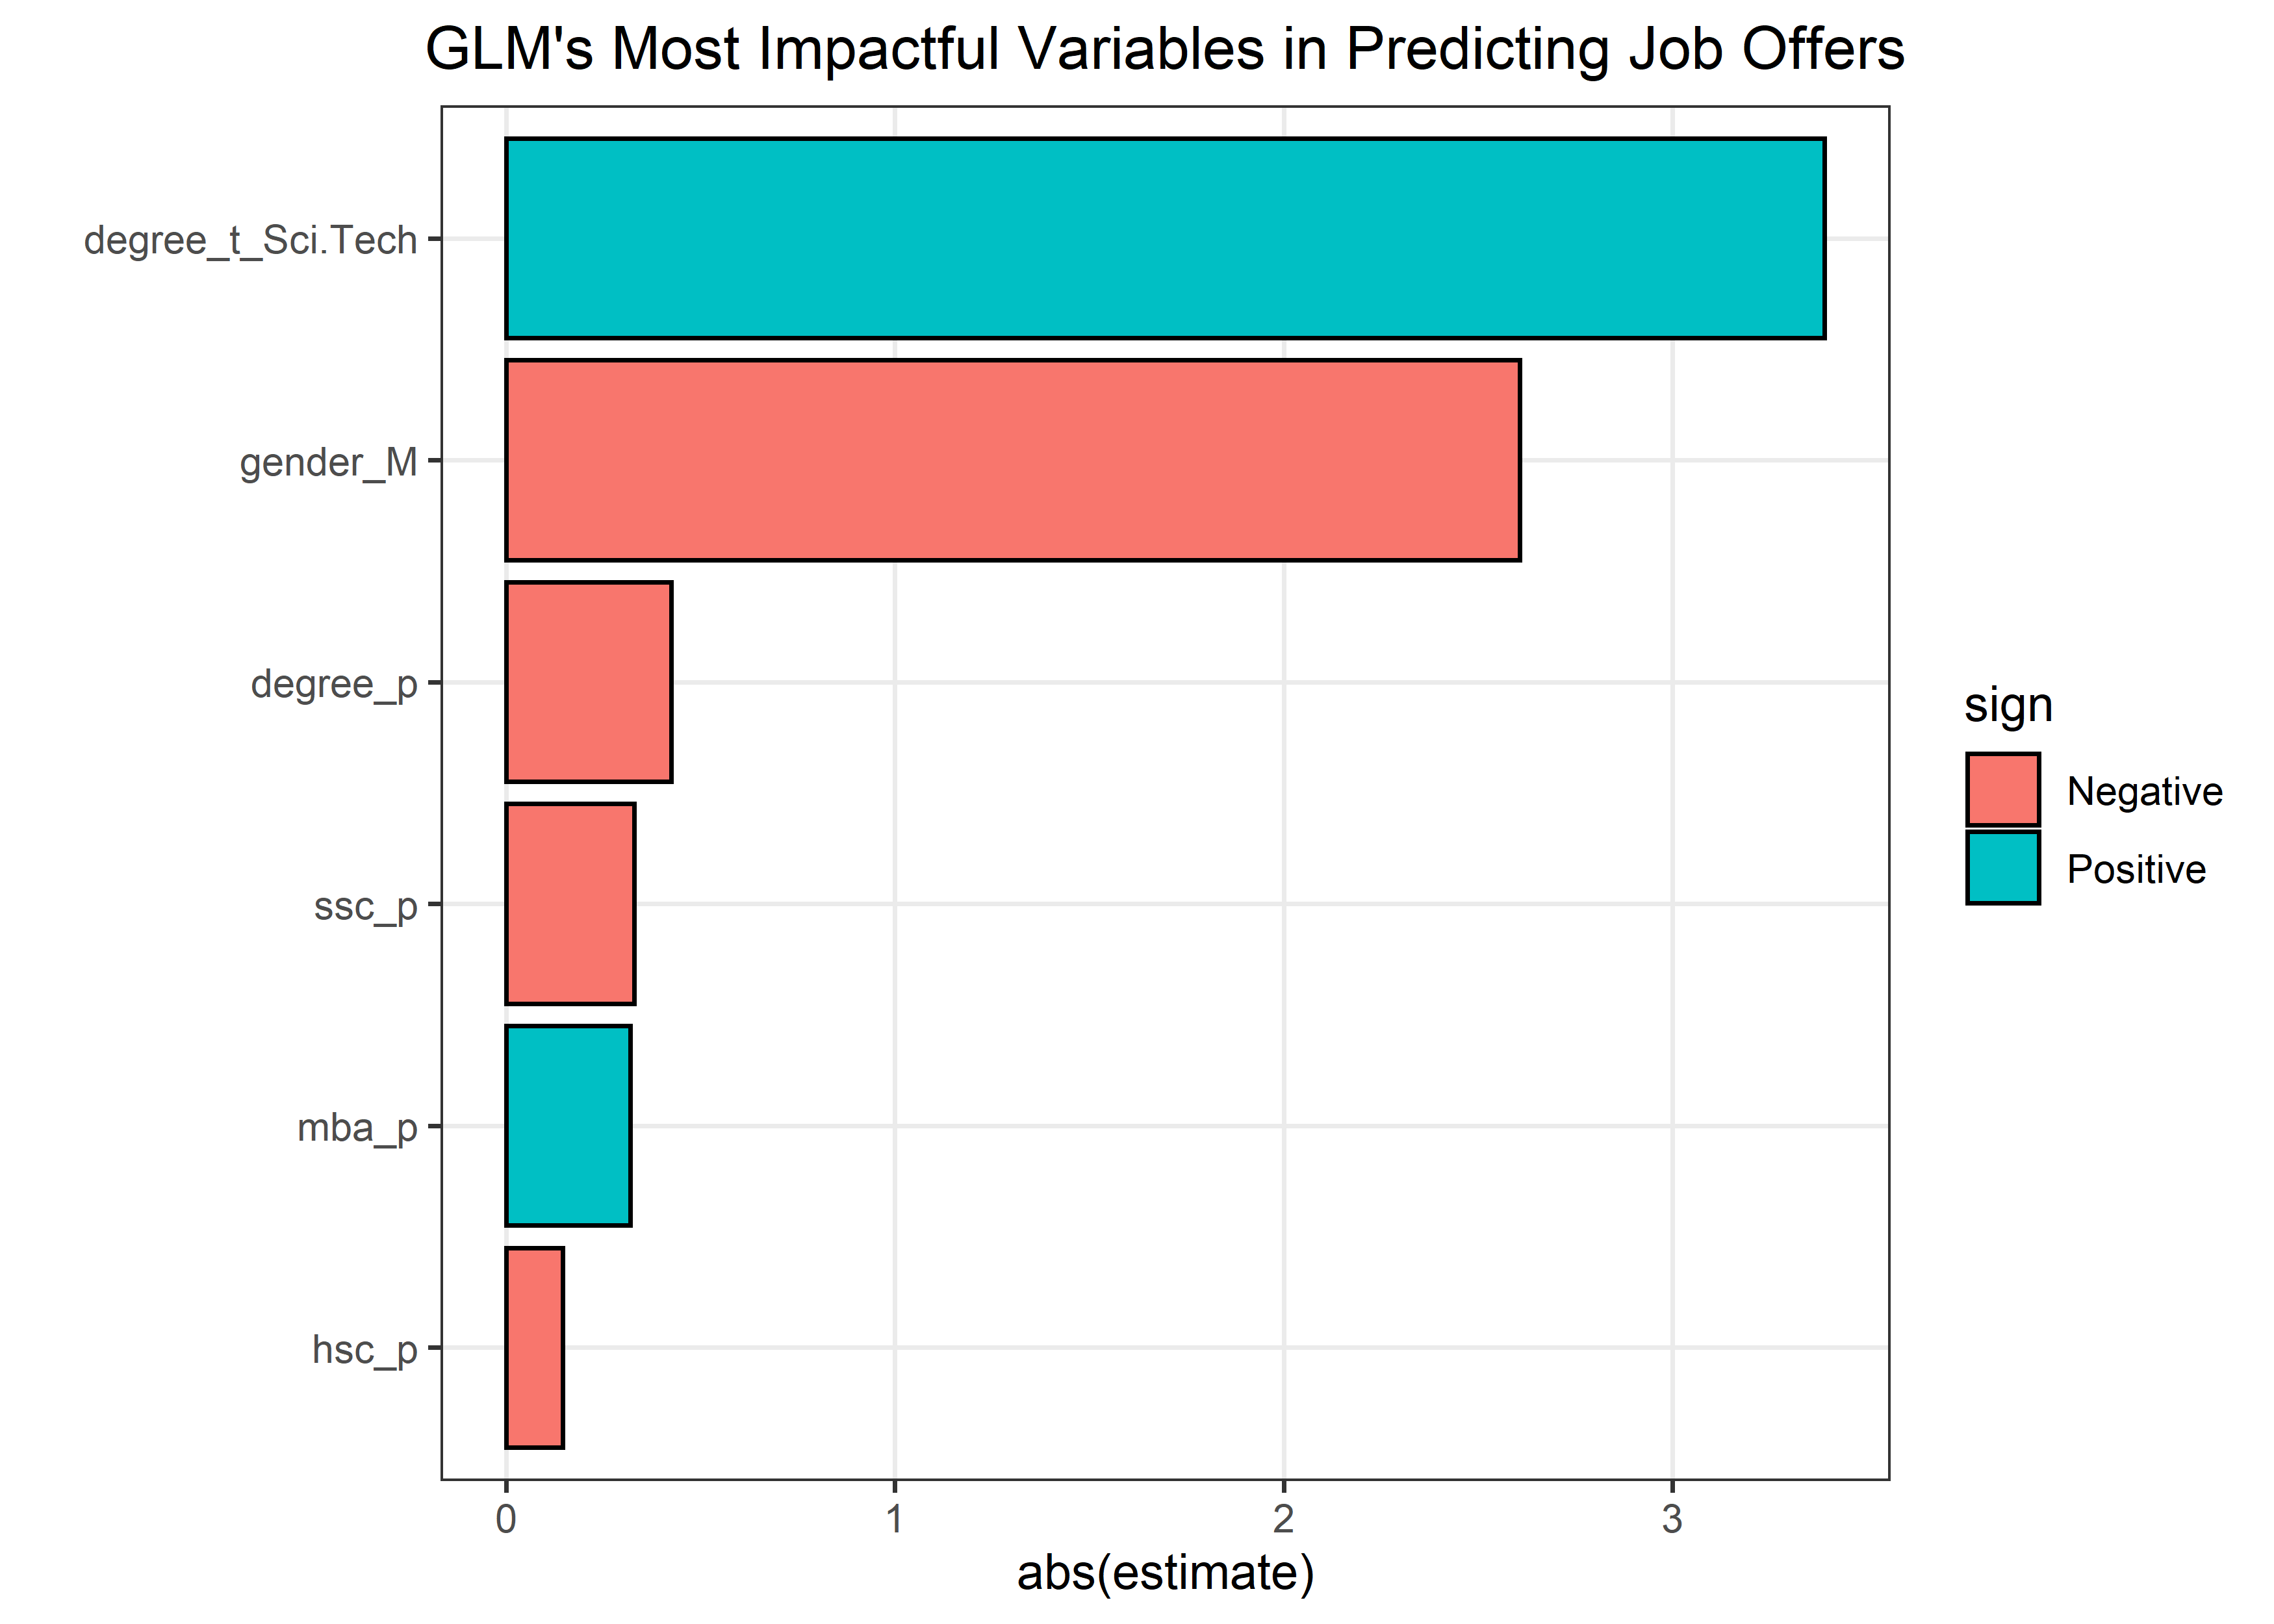 GLM's Most Impactful Variables in Predicting Job Offers
degree_t_Sci.Tech
gender_M
degree_p
ssc_p
mba_p
hsc_p
0 1 2 3
abs(estimate)
sign
Negative
Positive